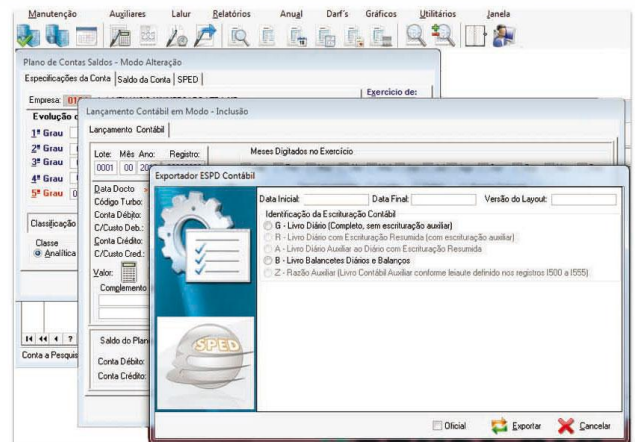 Manutenção Auxiliares Lalur Relatórios Anual Darf's Gráficos Utilitários Janela
Plano de Contas Saldos - Modo Alteração
Especificações da Conta Saldo da Conta SPED
Empresa:
Exercício de:
Evolução
1º Grau
2º Grau
3º Grau
4º Grau
5º Grau 0
Classificação
Classe
Analítica
Conta a Pesquis
Lançamento Contábil em Modo - Inclusão
Lançamento Contábil
Lote: Mês Ano: Registro: Meses Digitados no Exercício
0001 00
Data Docto
Código Turbo:
Conta Débito:
C/Custo Deb.:
Conta Crédito:
C/Custo Cred.:
Valor:
Complemento
Saldo do Plan
Conta Débito:
Conta Crédito:
Exportador ESPD Contábil
Data Inicial: Data Final: Versão do Layout:
Identificação da Escrituração Contábil
G - Livro Diário (Completo, sem escrituração auxiliar)
R - Livro Diário com Escrituração Resumida (com escrituração auxiliar)
A - Livro Diário Auxiliar ao Diário com Escrituração Resumida
B - Livro Balancetes Diários e Balanços
Z - Razão Auxiliar (Livro Contábil Auxiliar conforme leiaute definido nos registros I500 a I555)
SPED
Oficial Exportar Cancelar